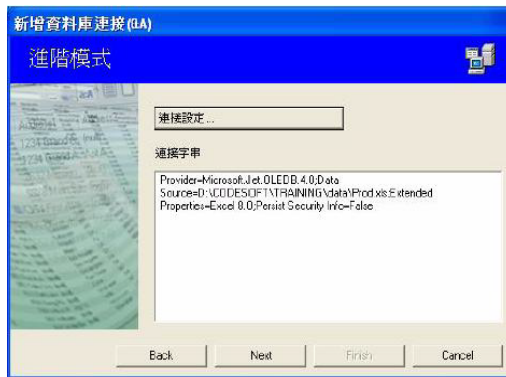 新增資料庫連接(ELA)
進階模式
連接設定...
連接字串
Provider=Microsoft.Jet.OLEDB.4.0;Data
Source=D:\CODESOFT\TRAINING\data\Prod.xls;Extended
Properties=Excel 8.0;Persist Security Info=False
Back
Next
Finish
Cancel